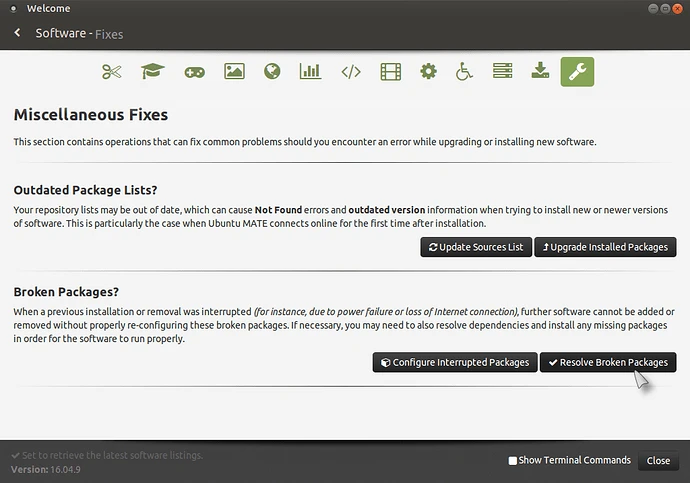 Welcome
Software - Fixes
Miscellaneous Fixes
This section contains operations that can fix common problems should you encounter an error while upgrading or installing new software.
Outdated Package Lists?
Your repository lists may be out of date, which can cause Not Found errors and outdated version information when trying to install new or newer versions
of software. This is particularly the case when Ubuntu MATE connects online for the first time after installation.
Update Sources List
Upgrade Installed Packages
Broken Packages?
When a previous installation or removal was interrupted (for instance, due to power failure or loss of Internet connection), further software cannot be added or
removed without properly re-configuring these broken packages. If necessary, you may need to also resolve dependencies and install any missing packages
in order for the software to run properly.
Configure Interrupted Packages
Resolve Broken Packages
Set to retrieve the latest software listings.
Version: 16.04.9
Show Terminal Commands
Close